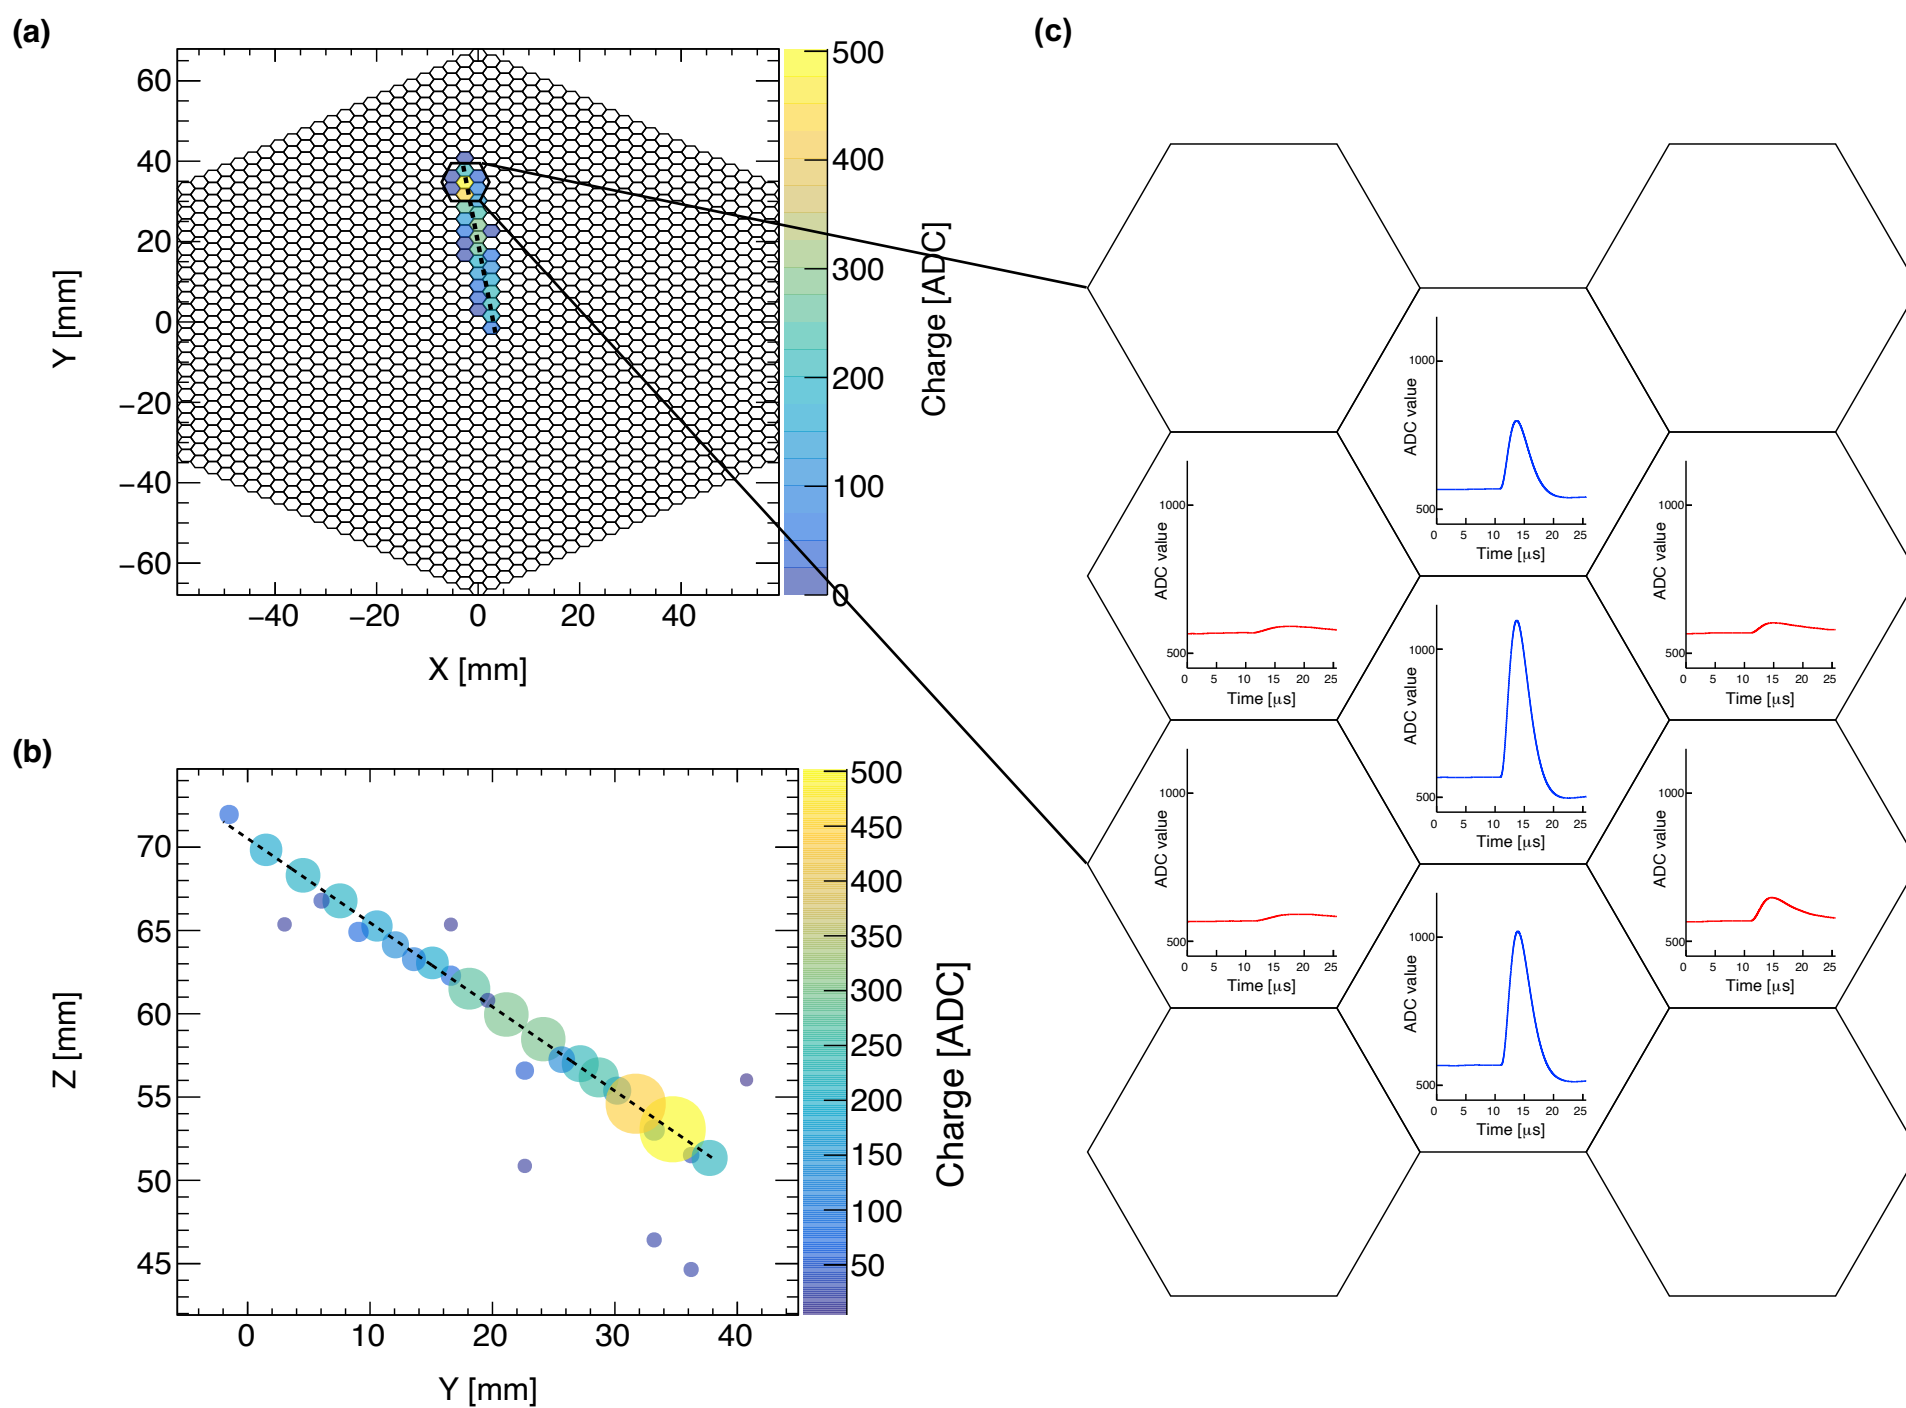 (a)
60
40
20
0
−20
−40
−60
Y [mm]
−40 −20 0 20 40
X [mm]
500
400
300
200
100
0
Charge [ADC]
(b)
70
65
60
55
50
45
Z [mm]
0 10 20 30 40
Y [mm]
500
450
400
350
300
250
200
150
100
50
Charge [ADC]
(c)
1000
500
ADC value
0 5 10 15 20 25
Time [μs]
1000
500
ADC value
0 5 10 15 20 25
Time [μs]
1000
500
ADC value
0 5 10 15 20 25
Time [μs]
1000
500
ADC value
0 5 10 15 20 25
Time [μs]
1000
500
ADC value
0 5 10 15 20 25
Time [μs]
1000
500
ADC value
0 5 10 15 20 25
Time [μs]
1000
500
ADC value
0 5 10 15 20 25
Time [μs]